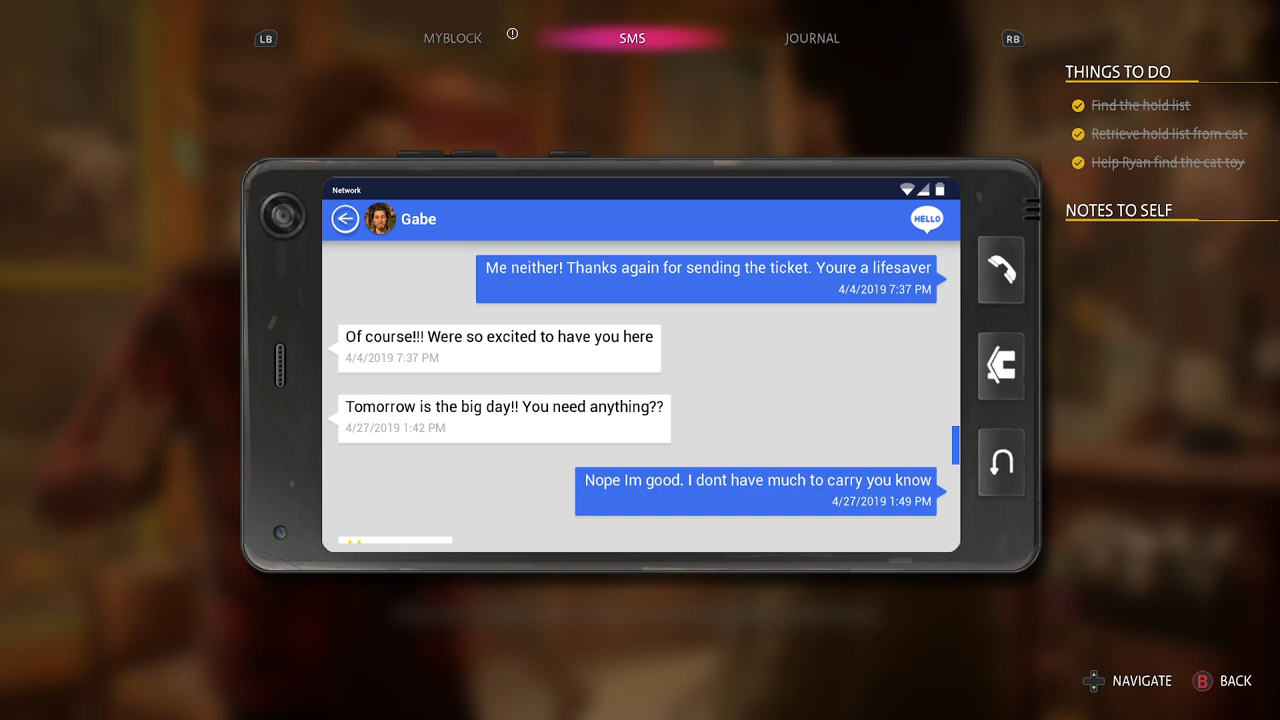 LB
MYBLOCK
SMS
JOURNAL
RB
THINGS TO DO
Find the hold list
Retrieve hold list from cat
Help Ryan find the cat toy
NOTES TO SELF
Network
Gabe
HELLO
Me neither! Thanks again for sending the ticket. Youre a lifesaver
4/4/2019 7:37 PM
Of course!!! Were so excited to have you here
4/4/2019 7:37 PM
Tomorrow is the big day!! You need anything??
4/27/2019 1:42 PM
Nope Im good. I dont have much to carry you know
4/27/2019 1:49 PM
NAVIGATE
B BACK